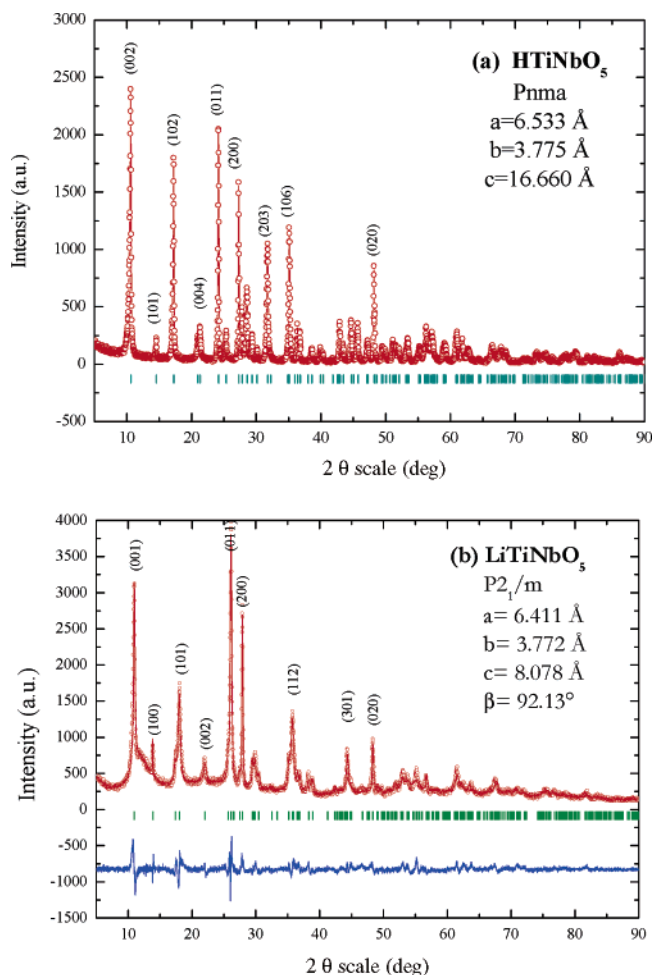 (a) HTiNbO₅
Pnma
a=6.533 Å
b=3.775 Å
c=16.660 Å
3000
2500
2000
1500
1000
500
0
-500
Intensity (a.u.)
(002)
(101)
(102)
(004)
(011)
(200)
(203)
(106)
(020)
10 20 30 40 50 60 70 80 90
2 θ scale (deg)
(b) LiTiNbO₅
P2₁/m
a= 6.411 Å
b= 3.772 Å
c= 8.078 Å
β= 92.13°
4000
3500
3000
2500
2000
1500
1000
500
0
-500
-1000
-1500
Intensity (a.u.)
(001)
(100)
(101)
(002)
(011)
(200)
(112)
(301)
(020)
10 20 30 40 50 60 70 80 90
2 θ scale (deg)